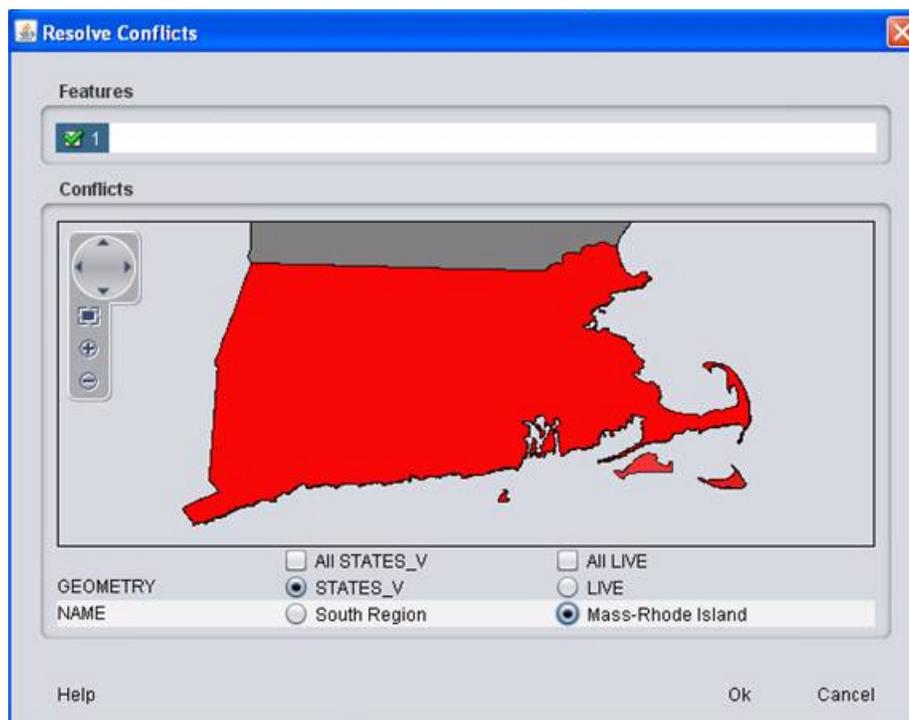 Resolve Conflicts
Features
1
Conflicts
All STATES_V All LIVE
GEOMETRY STATES_V LIVE
NAME South Region Mass-Rhode Island
Help Ok Cancel